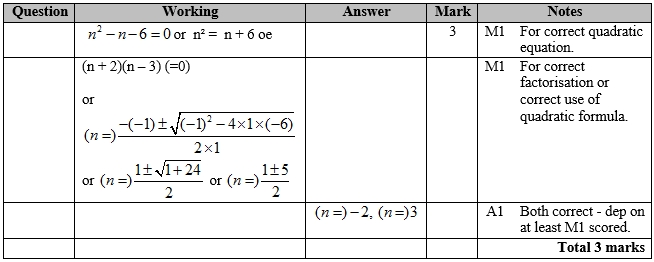 Question Working Answer Mark Notes
n² – n – 6 = 0 or n² = n + 6 oe 3 M1 For correct quadratic equation.
(n + 2)(n – 3) (=0) M1 For correct factorisation or correct use of quadratic formula.
or
(n =) (–(–1) ± √((–1)² – 4×1×(–6))) / (2×1)
or (n =) (1 ± √(1+24)) / 2 or (n =) (1 ± 5) / 2
(n =) – 2, (n =) 3 A1 Both correct - dep on at least M1 scored.
Total 3 marks